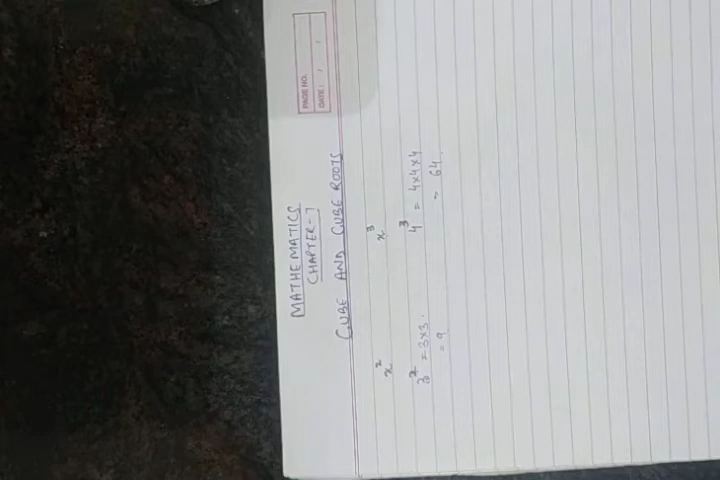 PAGE NO.
DATE: / /
MATHEMATICS
CHAPTER-7
CUBE AND CUBE ROOTS
x² x³
3² = 3×3. 4³ = 4×4×4
= 9 = 64.